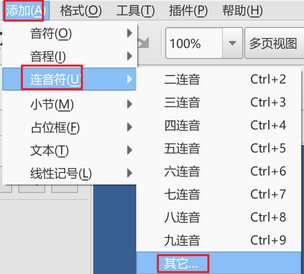 添加(A) 格式(O) 工具(T) 插件(P) 帮助(H)
音符(O)
100% 多页视图
音程(I)
连音符(U)
二连音 Ctrl+2
小节(M)
三连音 Ctrl+3
占位框(F)
四连音 Ctrl+4
文本(T)
五连音 Ctrl+5
线性记号(L)
六连音 Ctrl+6
七连音 Ctrl+7
八连音 Ctrl+8
九连音 Ctrl+9
其它...